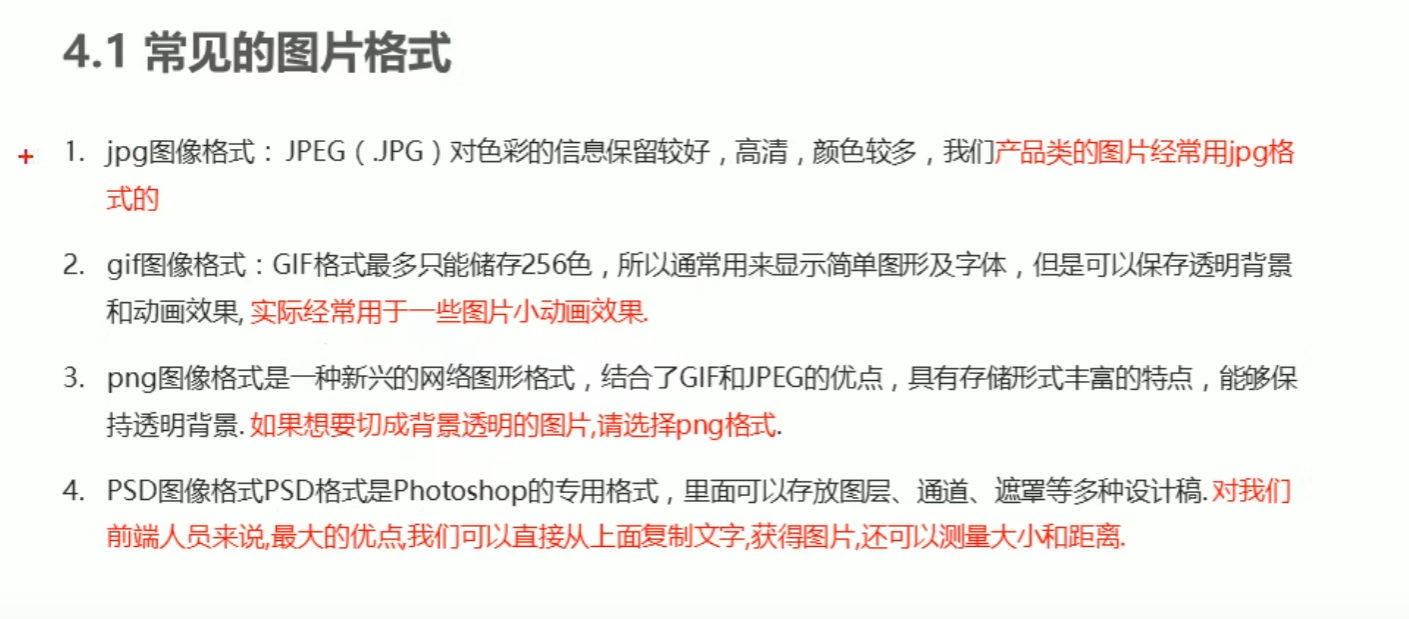 4.1 常见的图片格式
1. jpg图像格式：JPEG（.JPG）对色彩的信息保留较好，高清，颜色较多，我们产品类的图片经常用jpg格
式的
2. gif图像格式：GIF格式最多只能储存256色，所以通常用来显示简单图形及字体，但是可以保存透明背景
和动画效果, 实际经常用于一些图片小动画效果.
3. png图像格式是一种新兴的网络图形格式，结合了GIF和JPEG的优点，具有存储形式丰富的特点，能够保
持透明背景. 如果想要切成背景透明的图片,请选择png格式.
4. PSD图像格式PSD格式是Photoshop的专用格式，里面可以存放图层、通道、遮罩等多种设计稿. 对我们
前端人员来说,最大的优点,我们可以直接从上面复制文字,获得图片,还可以测量大小和距离.